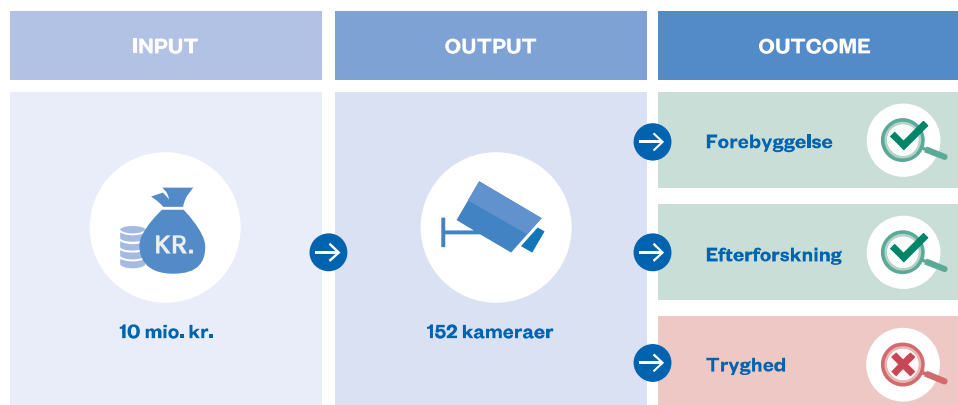 INPUT
OUTPUT
OUTCOME
KR.
10 mio. kr.
152 kameraer
Forebyggelse
Efterforskning
Tryghed